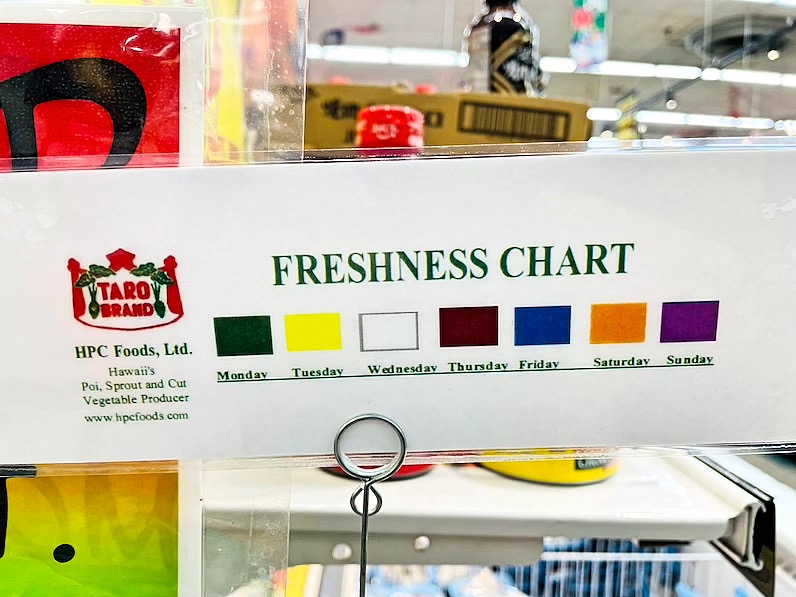 FRESHNESS CHART
TARO
BRAND
HPC Foods, Ltd.
Hawaii's
Poi, Sprout and Cut
Vegetable Producer
www.hpcfoods.com
Monday Tuesday Wednesday Thursday Friday Saturday Sunday